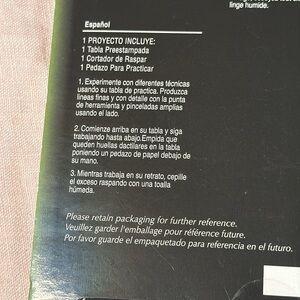 linge humide.
Español
1 PROYECTO INCLUYE:
1 Tabla Preestampada
1 Cortador de Raspar
1 Pedazo Para Practicar
1. Experimente con diferentes técnicas
usando su tabla de practica. Produzca
lineas finas y con detalle con la punta
de herramienta y pinceladas amplias
usando el lado.
2. Comienze arriba en su tabla y siga
trabajando hasta abajo.Empida que
queden huellas dactilares en la tabla
poniendo un pedazo de papel debajo de
su mano.
3. Mientras trabaja en su retrato, cepille
el exceso raspando con una toalla
húmeda.
Please retain packaging for further reference.
Veuillez garder l'emballage pour référence future.
Por favor guarde el empaquetado para referencia en el futuro.